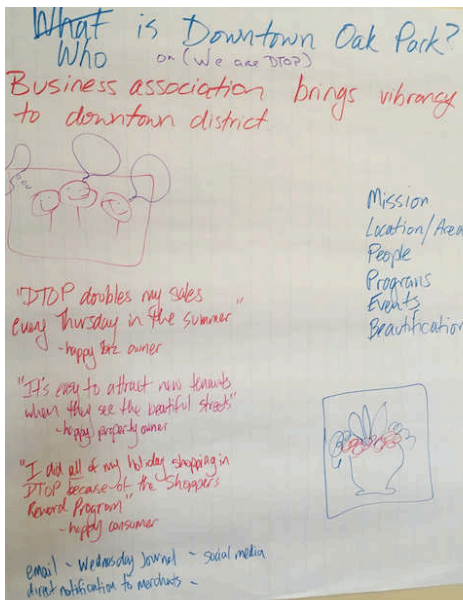 What is Downtown Oak Park?
Who or (We are DTOP)
Business association brings vibrancy
to downtown district
Mission
Location/Area
People
Programs
Events
Beautification
"DTOP doubles my sales
every Thursday in the summer"
-happy biz owner
"It's easy to attract new tenants
when they see the beautiful streets"
-happy property owner
"I did all of my holiday shopping in
DTOP because of the Shoppers
Reward Program"
-happy consumer
email - Wednesday Journal - social media
direct notification to merchants -